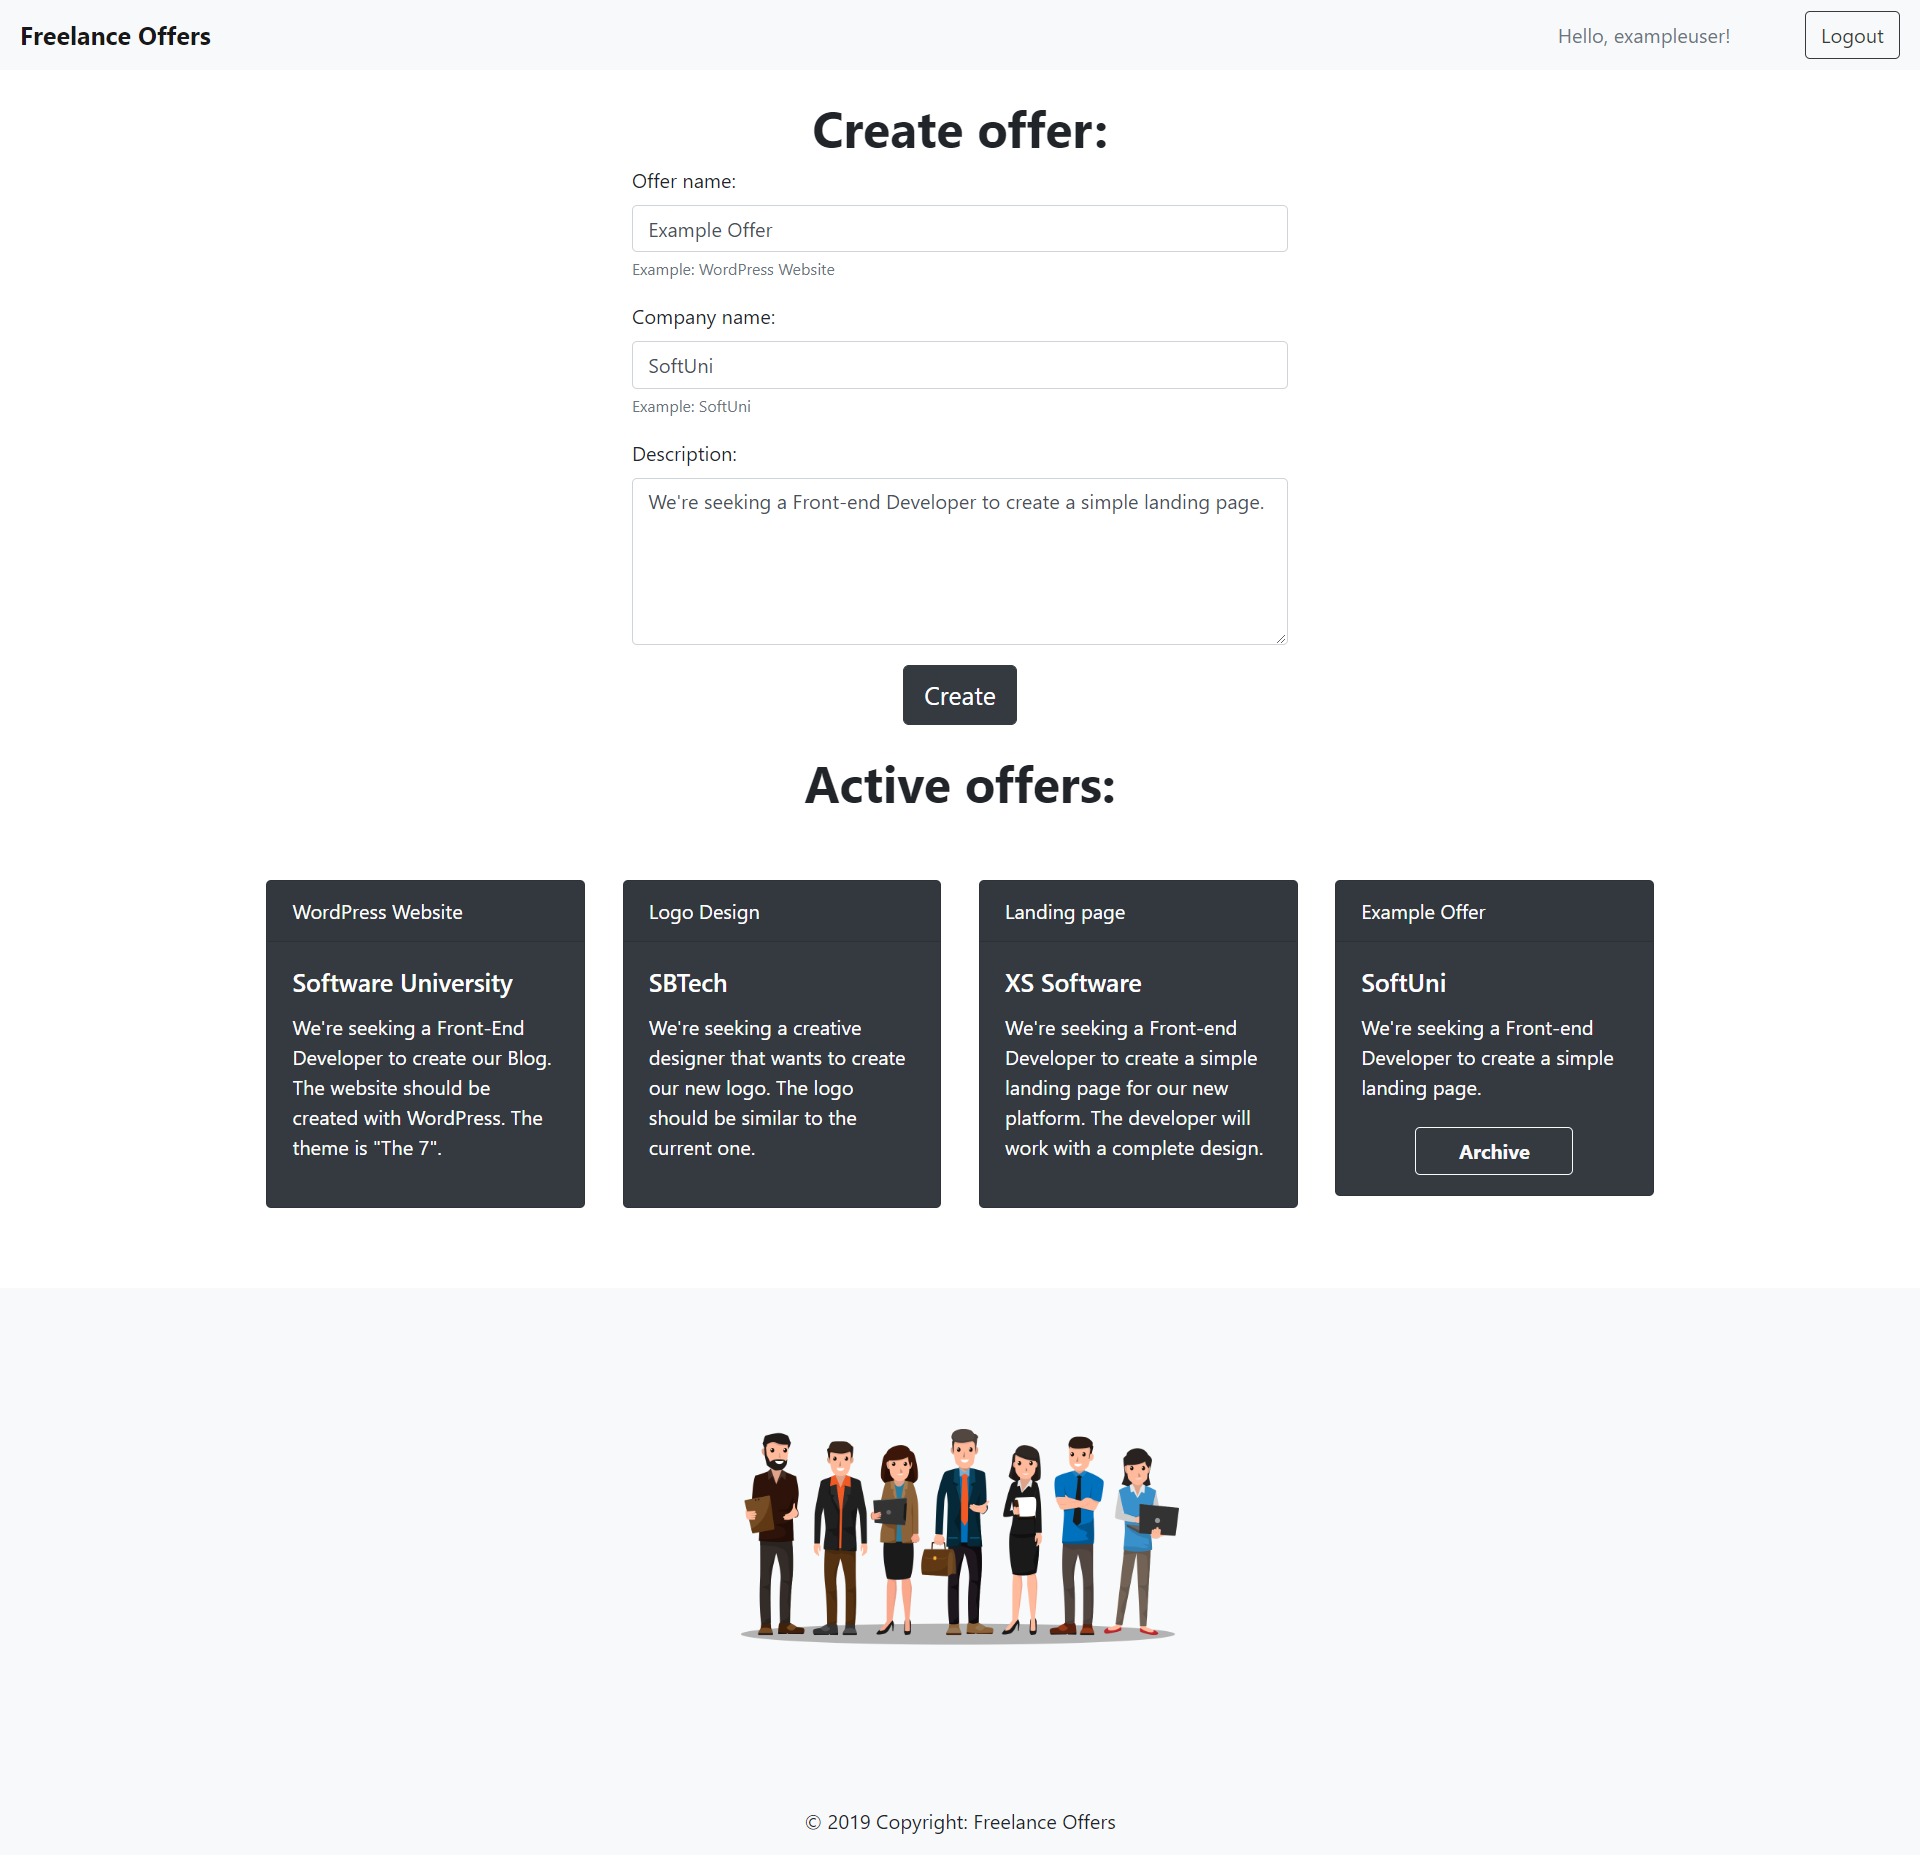 Freelance Offers
Hello, exampleuser!
Logout
Create offer:
Offer name:
Example Offer
Example: WordPress Website
Company name:
SoftUni
Example: SoftUni
Description:
We're seeking a Front-end Developer to create a simple landing page.
Create
Active offers:
WordPress Website
Software University
We're seeking a Front-End
Developer to create our Blog.
The website should be
created with WordPress. The
theme is "The 7".
Logo Design
SBTech
We're seeking a creative
designer that wants to create
our new logo. The logo
should be similar to the
current one.
Landing page
XS Software
We're seeking a Front-end
Developer to create a simple
landing page for our new
platform. The developer will
work with a complete design.
Example Offer
SoftUni
We're seeking a Front-end
Developer to create a simple
landing page.
Archive
© 2019 Copyright: Freelance Offers